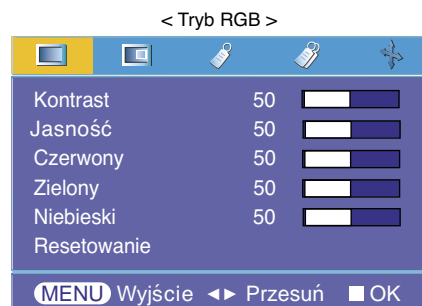 < Tryb RGB >
Kontrast 50
Jasność 50
Czerwony 50
Zielony 50
Niebieski 50
Resetowanie
MENU Wyjście ◄► Przesuń ■ OK